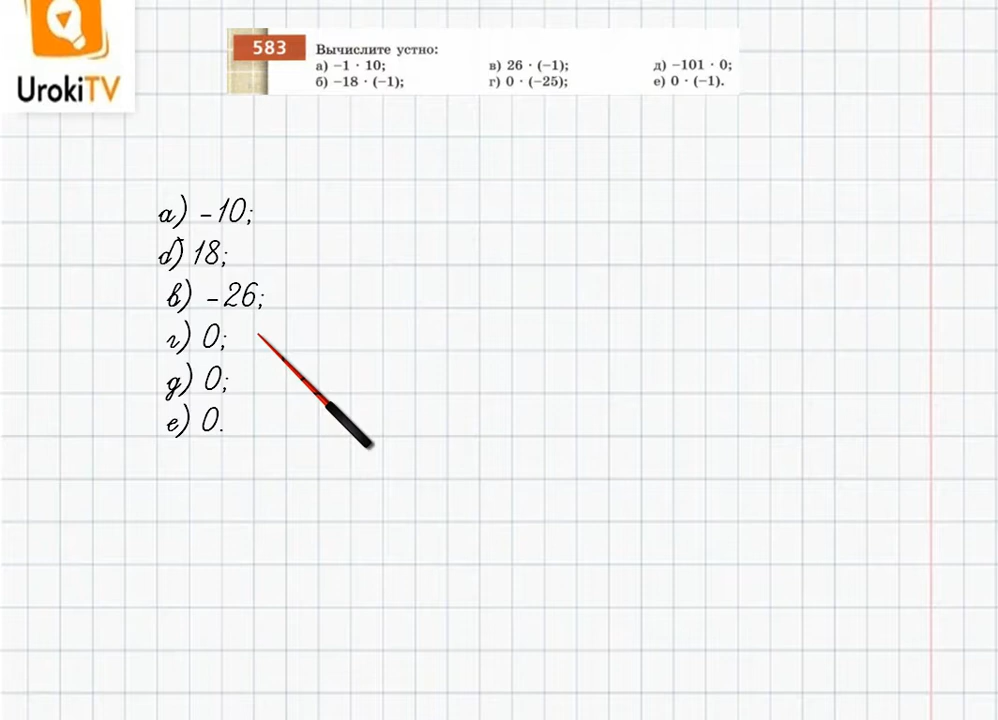 UrokiTV
583 Вычислите устно:
а) −1 · 10; в) 26 · (−1); д) −101 · 0;
б) −18 · (−1); г) 0 · (−25); е) 0 · (−1).
а) -10;
б) 18;
в) -26;
г) 0;
д) 0;
е) 0.